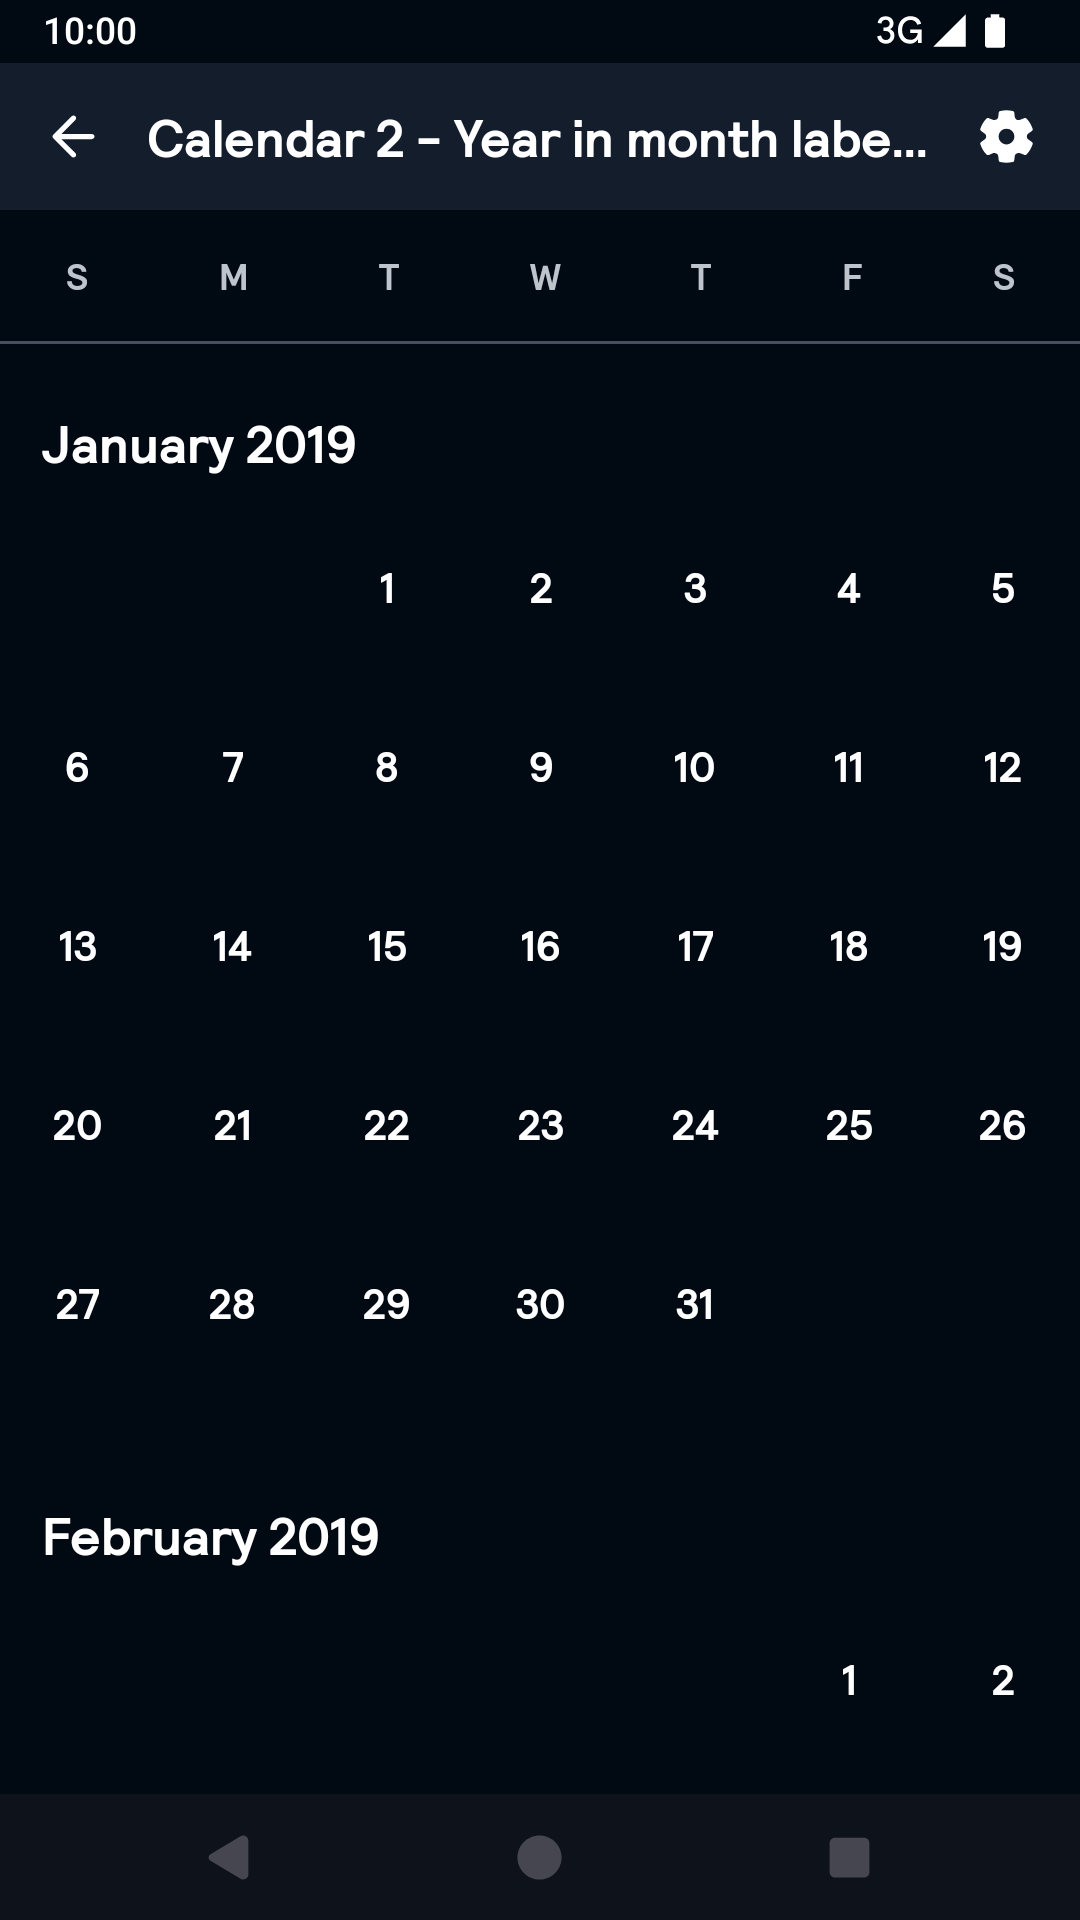 10:00 3G
Calendar 2 - Year in month labe...
S M T W T F S
January 2019
1 2 3 4 5
6 7 8 9 10 11 12
13 14 15 16 17 18 19
20 21 22 23 24 25 26
27 28 29 30 31
February 2019
1 2